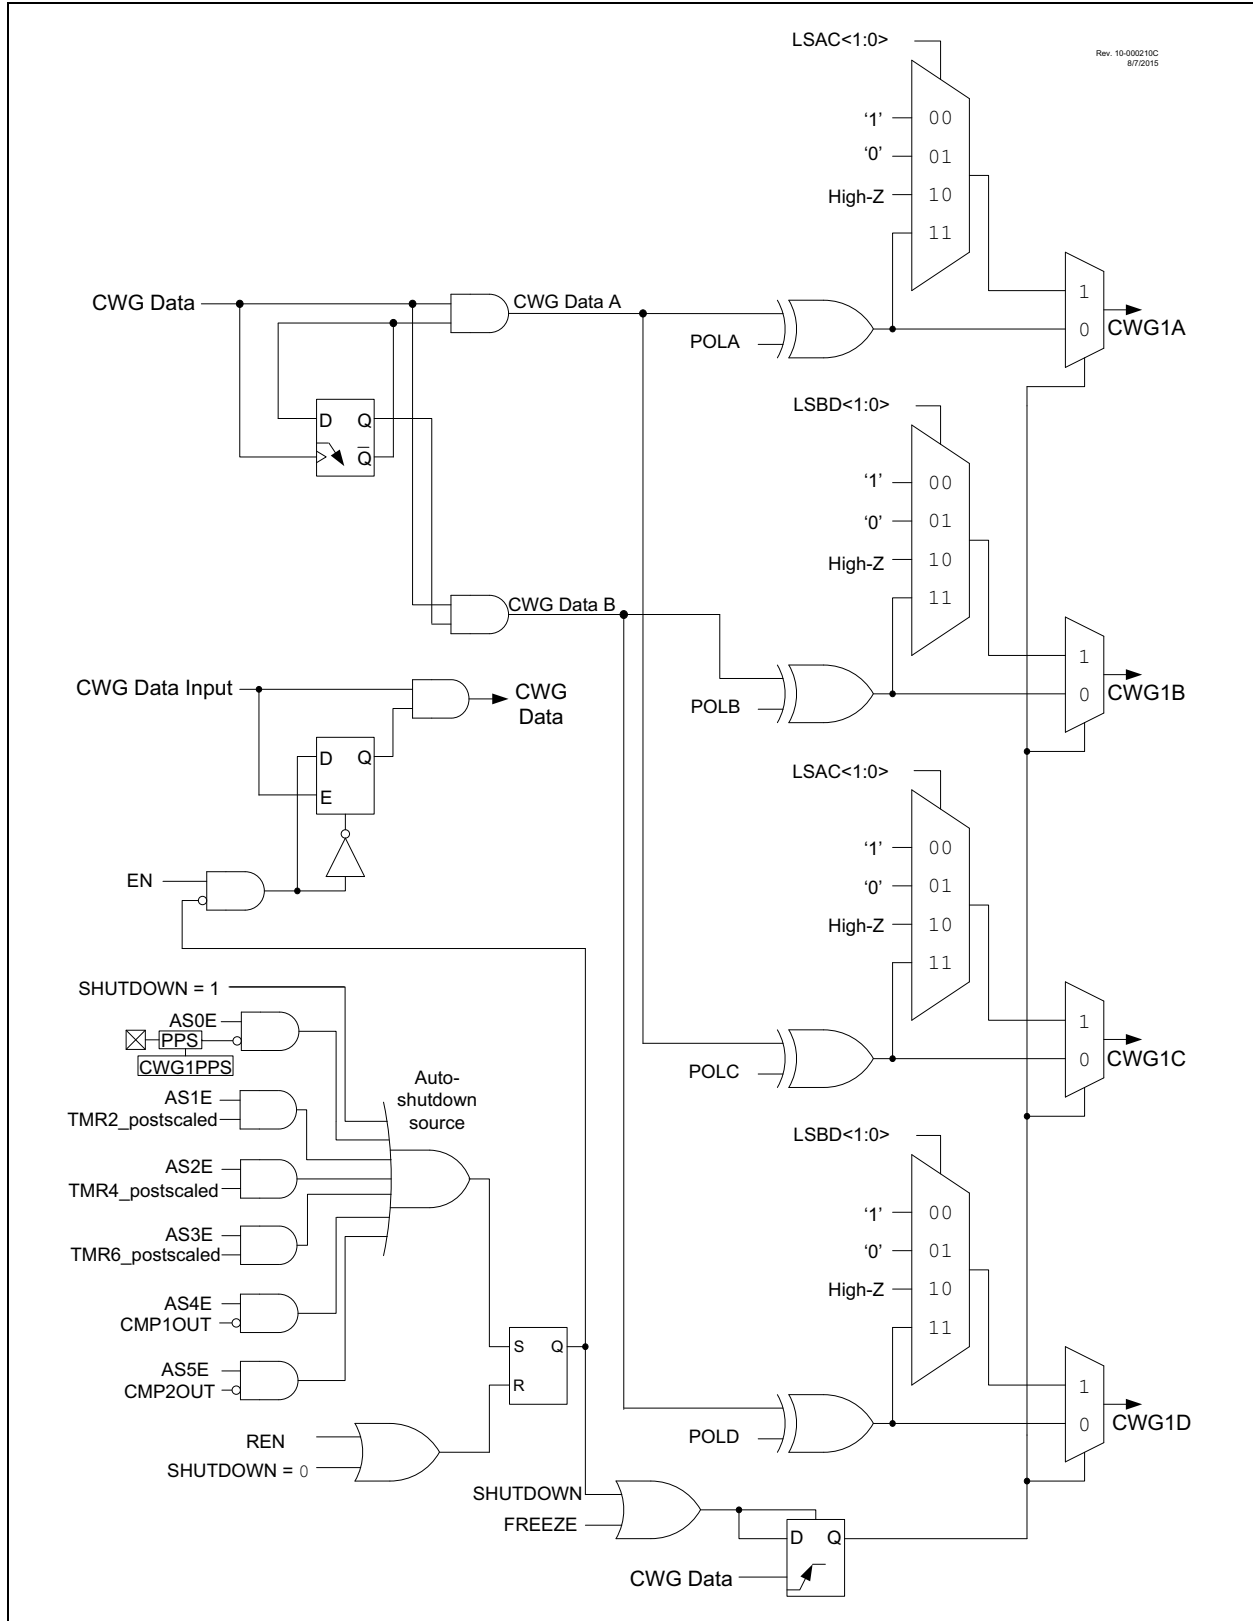 LSAC<1:0>
Rev. 10-000210C
8/7/2015
'1' 00
'0' 01
High-Z 10
11
CWG Data
CWG Data A
POLA
1
0
CWG1A
D Q
Q
LSBD<1:0>
'1' 00
'0' 01
High-Z 10
11
CWG Data B
POLB
1
0
CWG1B
CWG Data Input
CWG
Data
D Q
E
EN
LSAC<1:0>
'1' 00
'0' 01
High-Z 10
11
POLC
1
0
CWG1C
SHUTDOWN = 1
AS0E
PPS
CWG1PPS
AS1E
TMR2_postscaled
AS2E
TMR4_postscaled
AS3E
TMR6_postscaled
AS4E
CMP1OUT
AS5E
CMP2OUT
Auto-
shutdown
source
S Q
R
REN
SHUTDOWN = 0
LSBD<1:0>
'1' 00
'0' 01
High-Z 10
11
POLD
1
0
CWG1D
SHUTDOWN
FREEZE
D Q
CWG Data